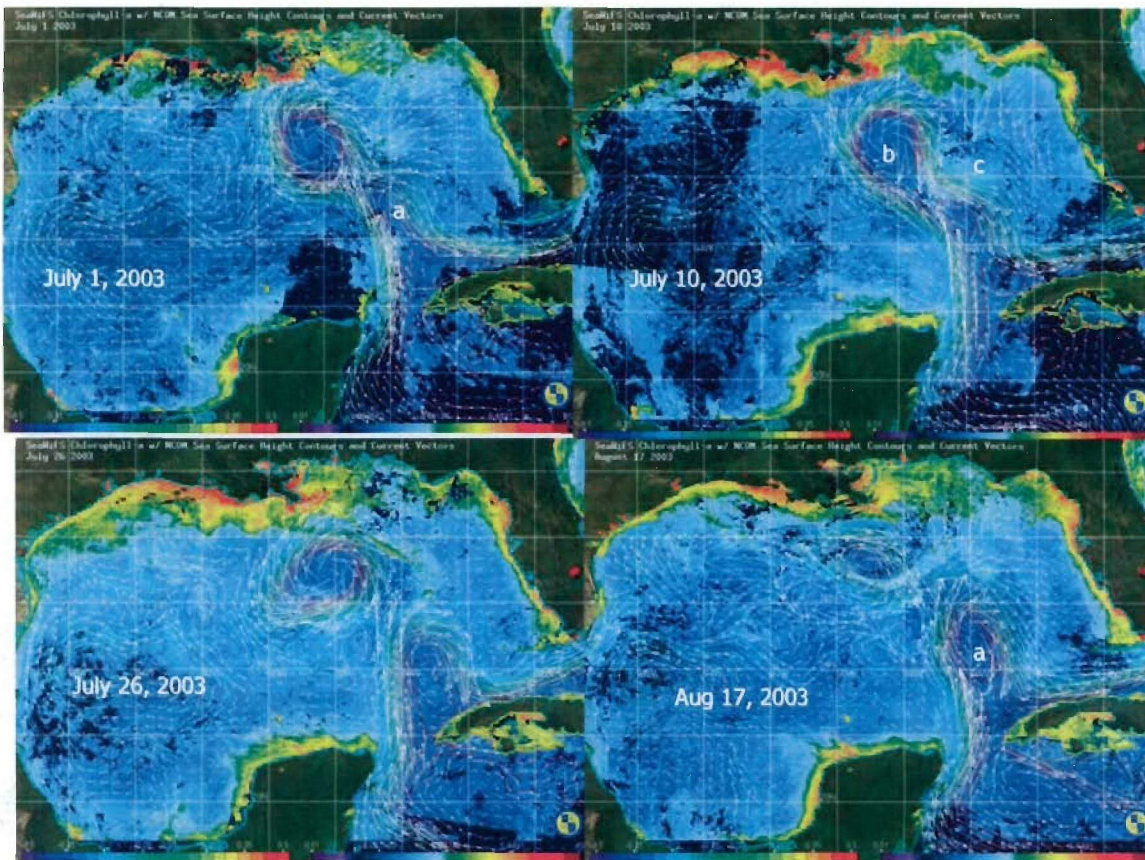 SeaWiFS Chlorophyll-a w/ NCOM Sea Surface Height Contours and Current Vectors
July 1 2003
a
July 1, 2003
SeaWiFS Chlorophyll-a w/ NCOM Sea Surface Height Contours and Current Vectors
July 10 2003
b
c
July 10, 2003
SeaWiFS Chlorophyll-a w/ NCOM Sea Surface Height Contours and Current Vectors
July 26 2003
July 26, 2003
SeaWiFS Chlorophyll-a w/ NCOM Sea Surface Height Contours and Current Vectors
August 17 2003
a
Aug 17, 2003